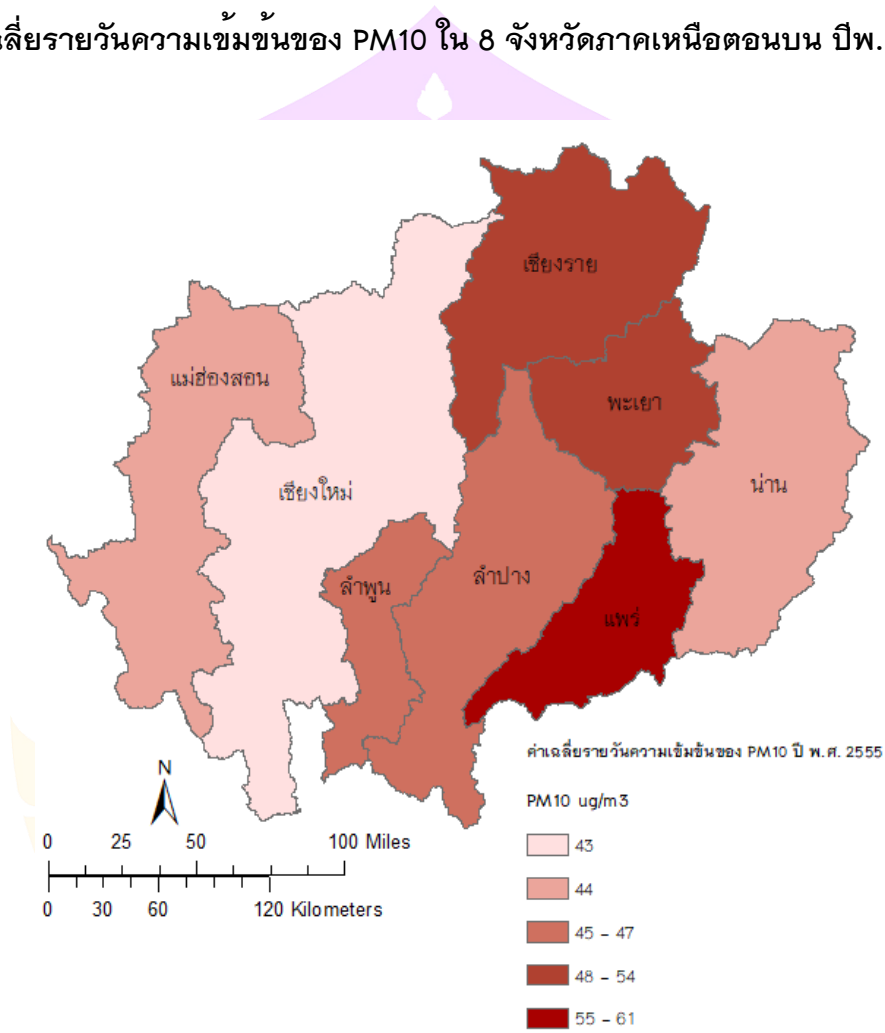 ฉลี่ยรายวันความเข้มข้นของ PM10 ใน 8 จังหวัดภาคเหนือตอนบน ปีพ.
เชียงราย
แม่ฮ่องสอน
พะเยา
เชียงใหม่
น่าน
ลำพูน
ลำปาง
แพร่
ค่าเฉลี่ยรายวันความเข้มข้นของ PM10 ปี พ.ศ. 2555
N
PM10 ug/m3
0 25 50 100 Miles
0 30 60 120 Kilometers
43
44
45 - 47
48 - 54
55 - 61